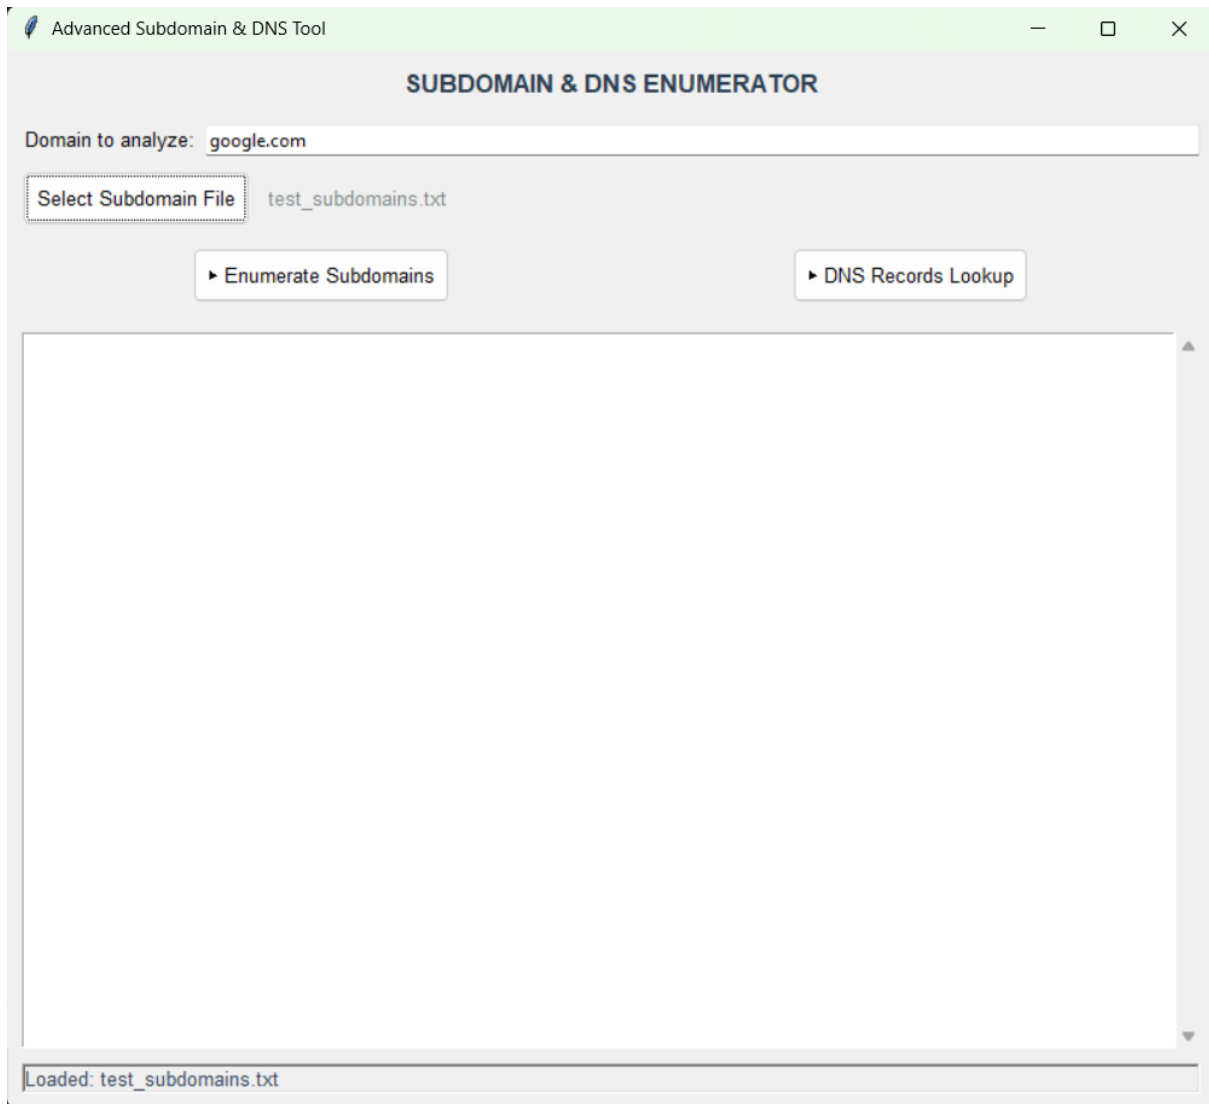 Advanced Subdomain & DNS Tool
SUBDOMAIN & DNS ENUMERATOR
Domain to analyze: google.com
Select Subdomain File test_subdomains.txt
Enumerate Subdomains DNS Records Lookup
Loaded: test_subdomains.txt